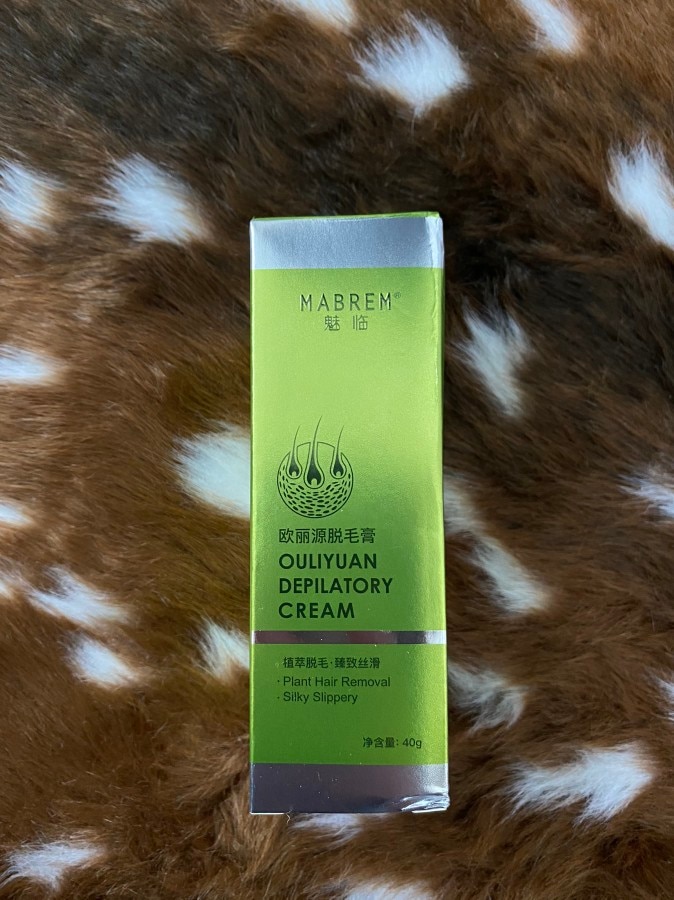 MABREM®
魅 临
欧丽源脱毛膏
OULIYUAN
DEPILATORY
CREAM
植萃脱毛·臻致丝滑
· Plant Hair Removal
· Silky Slippery
净含量: 40g